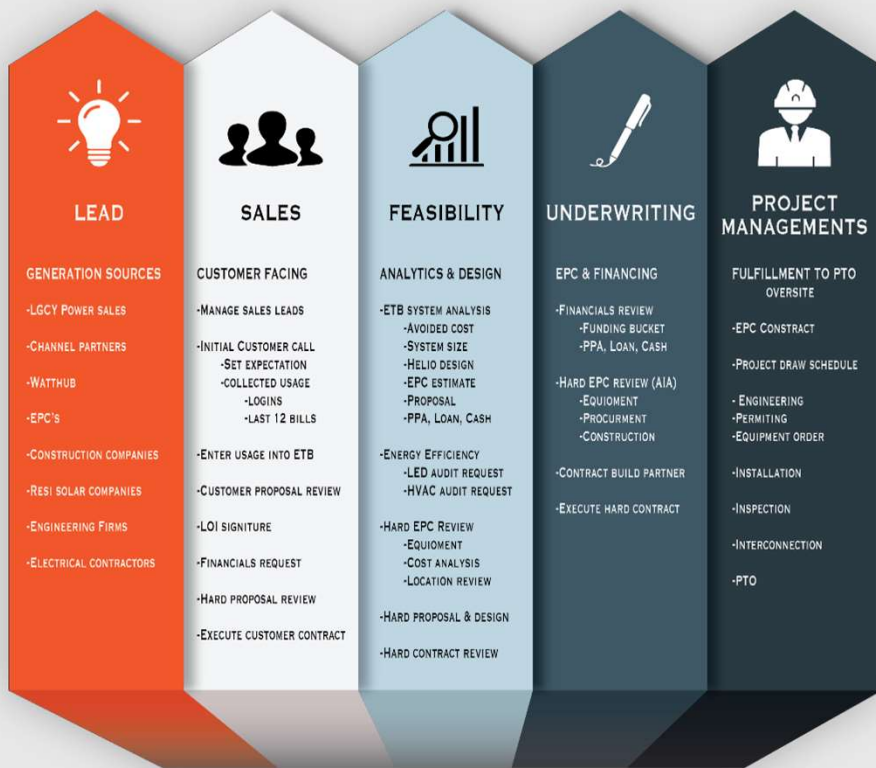 LEAD
GENERATION SOURCES
-LGCY POWER SALES
-CHANNEL PARTNERS
-WATTHUB
-EPC'S
-CONSTRUCTION COMPANIES
-RESI SOLAR COMPANIES
-ENGINEERING FIRMS
-ELECTRICAL CONTRACTORS
SALES
CUSTOMER FACING
-MANAGE SALES LEADS
-INITIAL CUSTOMER CALL
-SET EXPECTATION
-COLLECTED USAGE
-LOGINS
-LAST 12 BILLS
-ENTER USAGE INTO ETB
-CUSTOMER PROPOSAL REVIEW
-LOI SIGNITURE
-FINANCIALS REQUEST
-HARD PROPOSAL REVIEW
-EXECUTE CUSTOMER CONTRACT
FEASIBILITY
ANALYTICS & DESIGN
-ETB SYSTEM ANALYSIS
-AVOIDED COST
-SYSTEM SIZE
-HELIO DESIGN
-EPC ESTIMATE
-PROPOSAL
-PPA, LOAN, CASH
-ENERGY EFFICIENCY
-LED AUDIT REQUEST
-HVAC AUDIT REQUEST
-HARD EPC REVIEW
-EQUIOMENT
-COST ANALYSIS
-LOCATION REVIEW
-HARD PROPOSAL & DESIGN
-HARD CONTRACT REVIEW
UNDERWRITING
EPC & FINANCING
-FINANCIALS REVIEW
-FUNDING BUCKET
-PPA, LOAN, CASH
-HARD EPC REVIEW (AIA)
-EQUIOMENT
-PROCURMENT
-CONSTRUCTION
-CONTRACT BUILD PARTNER
-EXECUTE HARD CONTRACT
PROJECT
MANAGEMENTS
FULFILLMENT TO PTO
OVERSITE
-EPC CONSTRACT
-PROJECT DRAW SCHEDULE
- ENGINEERING
-PERMITING
-EQUIPMENT ORDER
-INSTALLATION
-INSPECTION
-INTERCONNECTION
-PTO